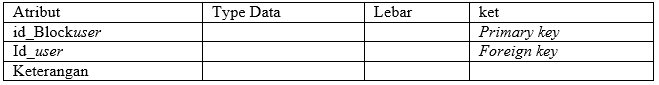 Atribut Type Data Lebar ket
id_Blockuser Primary key
Id_user Foreign key
Keterangan